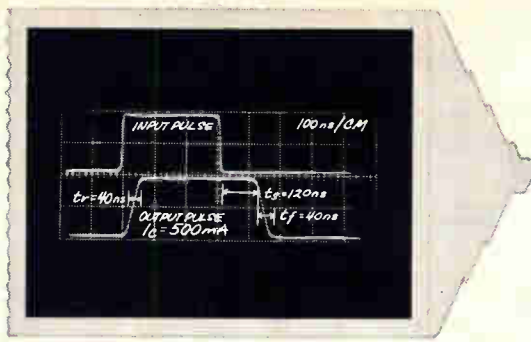 INPUT PULSE
100ns/CM
tr=40ns
ts=120ns
OUTPUT PULSE
tf=40ns
Ic=500mA